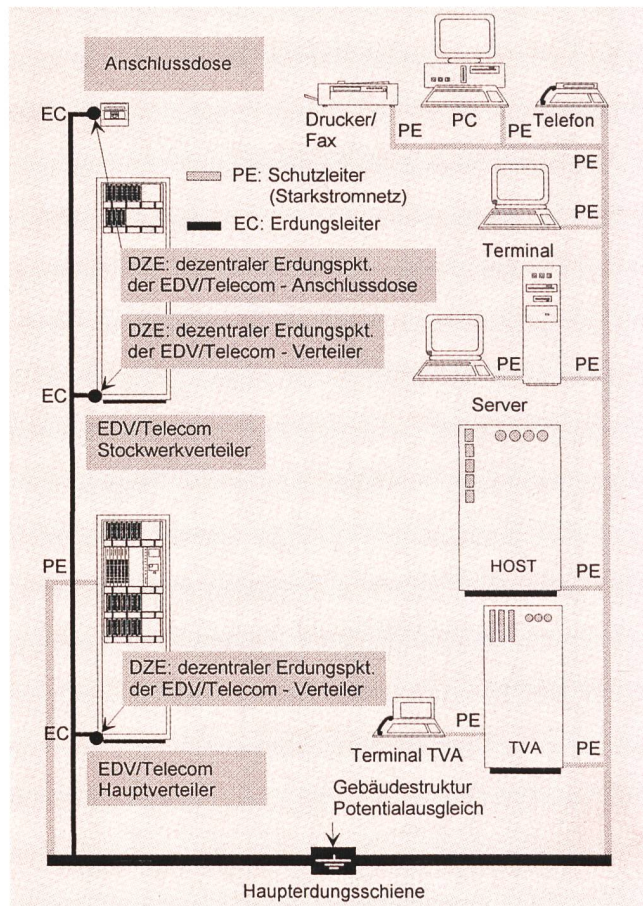 Anschlussdose
EC
Drucker/
Fax
PE
PC
PE
Telefon
PE
PE: Schutzleiter
(Starkstromnetz)
EC: Erdungsleiter
PE
Terminal
DZE: dezentraler Erdungspkt.
der EDV/Telecom - Anschlussdose
DZE: dezentraler Erdungspkt.
der EDV/Telecom - Verteiler
PE
PE
EC
Server
EDV/Telecom
Stockwerkverteiler
HOST
PE
PE
DZE: dezentraler Erdungspkt.
der EDV/Telecom - Verteiler
EC
PE
Terminal TVA
TVA
PE
EDV/Telecom
Hauptverteiler
Gebäudestruktur
Potentialausgleich
Haupterdungsschiene